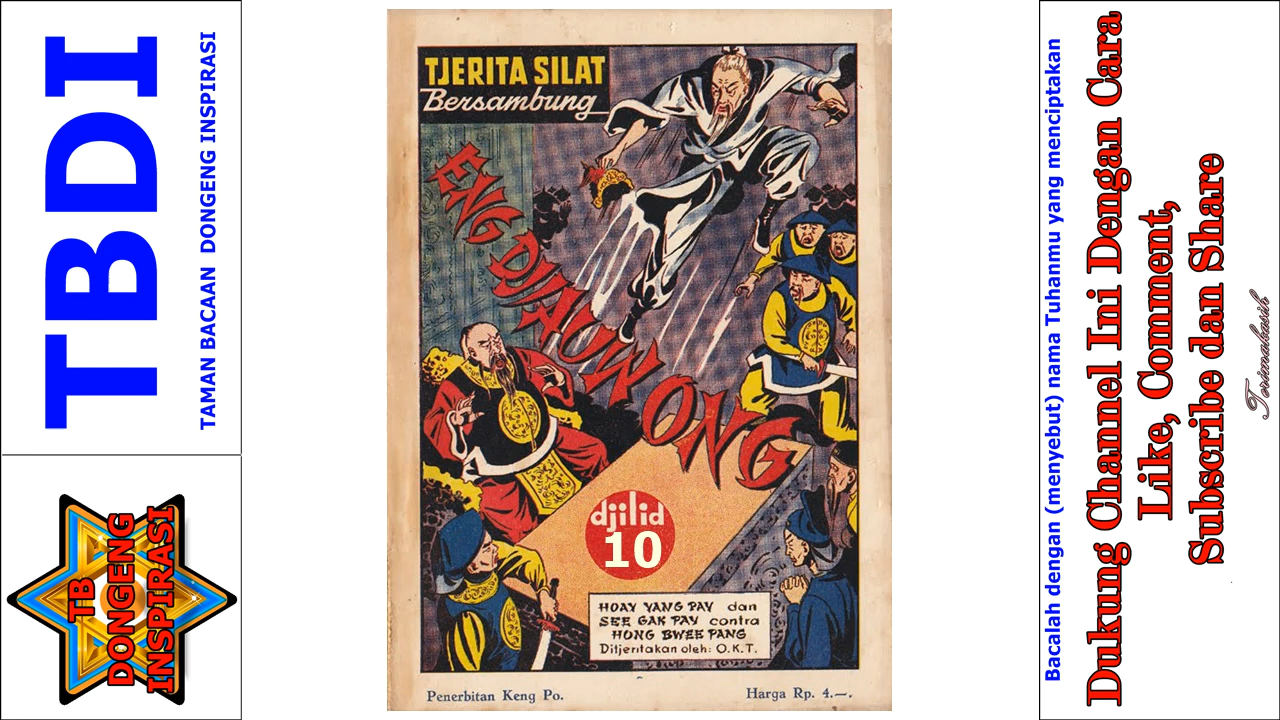 TBDI
TAMAN BACAAN DONGENG INSPIRASI
TB
DONGENG
INSPIRASI
TJERITA SILAT
Bersambung
ENG DJIAUW ONG
djilid
10
HOAY YANG PAY dan
SEE GAK PAY contra
HONG BWEE PANG
Ditjeritakan oleh: O.K.T.
Penerbitan Keng Po.
Harga Rp. 4.—.
Bacalah dengan (menyebut) nama Tuhanmu yang menciptakan
Dukung Channel Ini Dengan Cara
Like, Comment,
Subscribe dan Share
Terimakasih